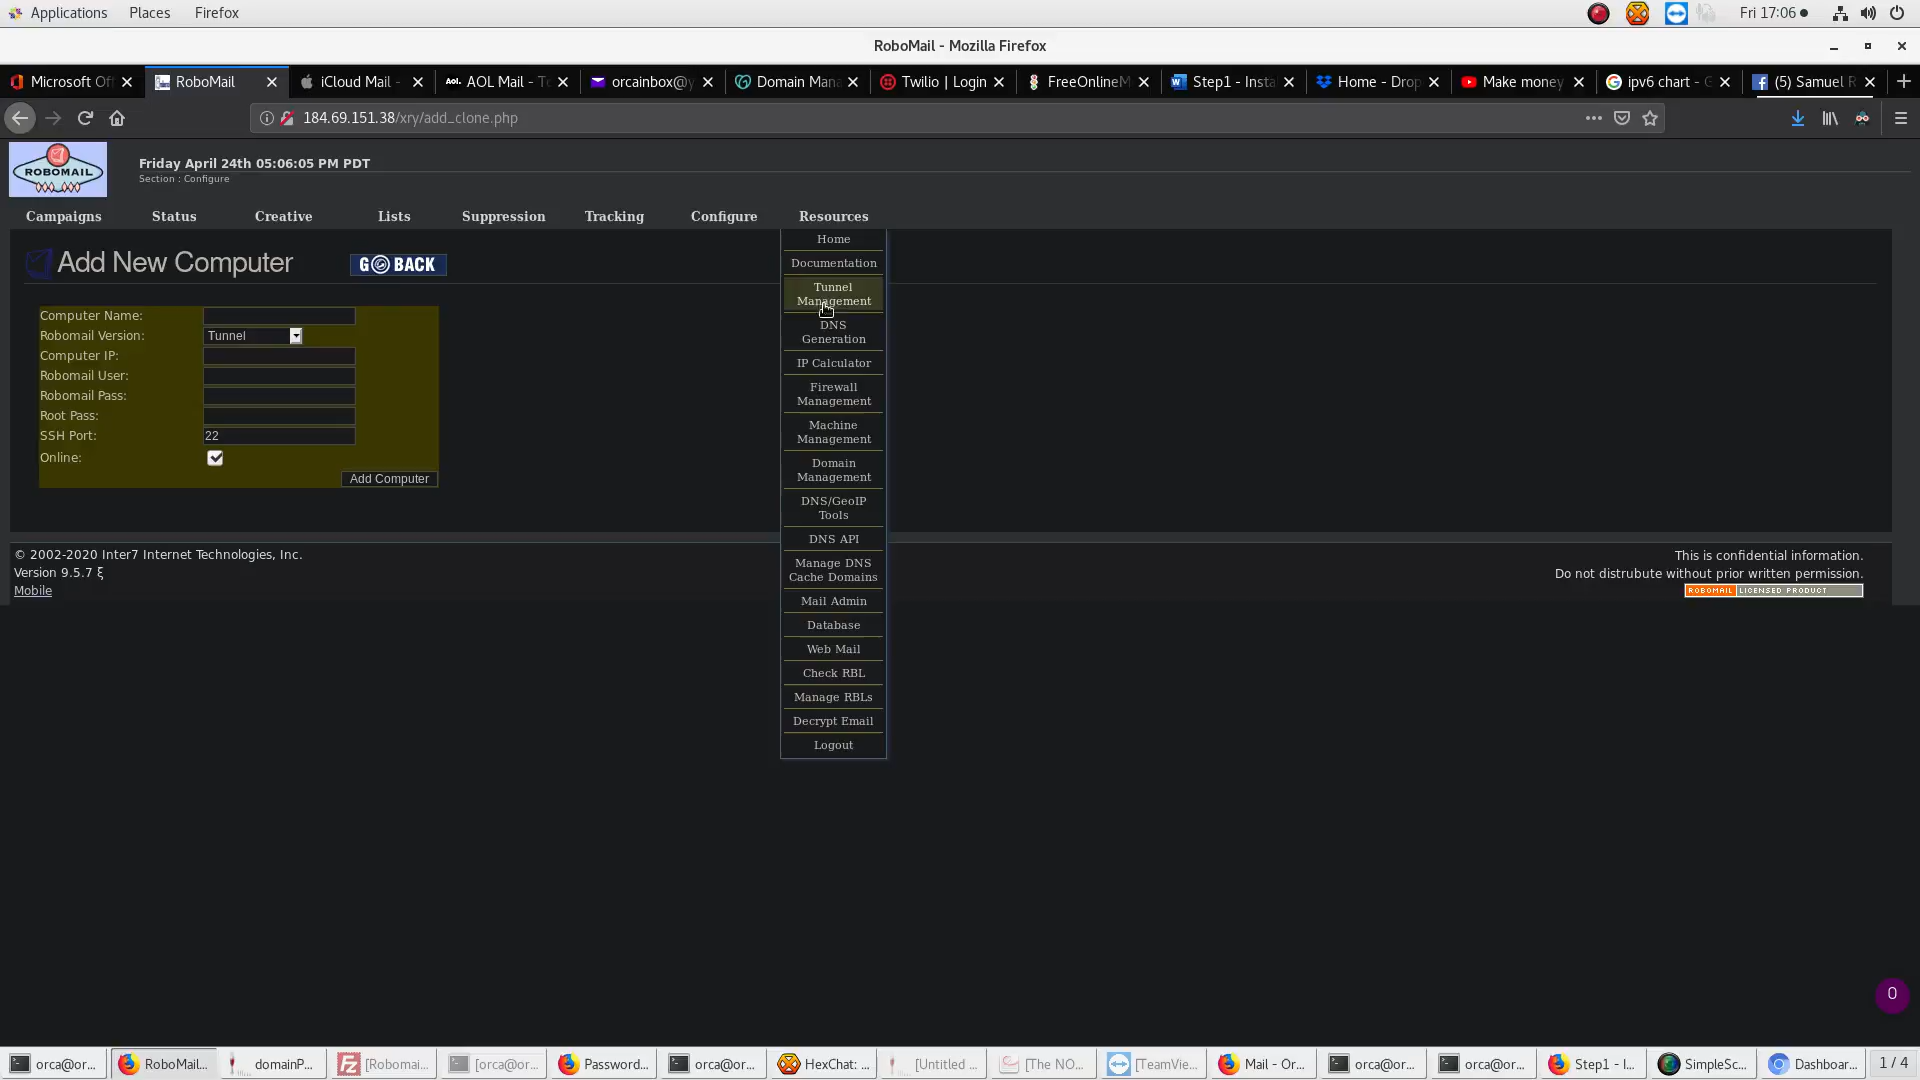 Applications Places Firefox
Fri 17:06
RoboMail - Mozilla Firefox
Microsoft Of
RoboMail
iCloud Mail -
Aol. AOL Mail - Te
orcainbox@y
Domain Mana
Twilio | Login
FreeOnlineM
Step1 - Insta
Home - Drop
Make money
ipv6 chart - G
(5) Samuel R
184.69.151.38/xry/add_clone.php
ROBOMAIL
Friday April 24th 05:06:05 PM PDT
Section : Configure
Campaigns Status Creative Lists Suppression Tracking Configure Resources
Add New Computer
GO BACK
Computer Name:
Robomail Version: Tunnel
Computer IP:
Robomail User:
Robomail Pass:
Root Pass:
SSH Port: 22
Online:
Add Computer
Home
Documentation
Tunnel
Management
DNS
Generation
IP Calculator
Firewall
Management
Machine
Management
Domain
Management
DNS/GeoIP
Tools
DNS API
Manage DNS
Cache Domains
Mail Admin
Database
Web Mail
Check RBL
Manage RBLs
Decrypt Email
Logout
© 2002-2020 Inter7 Internet Technologies, Inc.
Version 9.5.7 ξ
Mobile
This is confidential information.
Do not distrubute without prior written permission.
ROBOMAIL LICENSED PRODUCT
0
orca@or...
RoboMail...
domainP...
[Robomai...
[orca@or...
Password...
orca@or...
HexChat: ...
[Untitled ...
[The NO...
[TeamVie...
Mail - Or...
orca@or...
orca@or...
Step1 - I...
SimpleSc...
Dashboar...
1 / 4